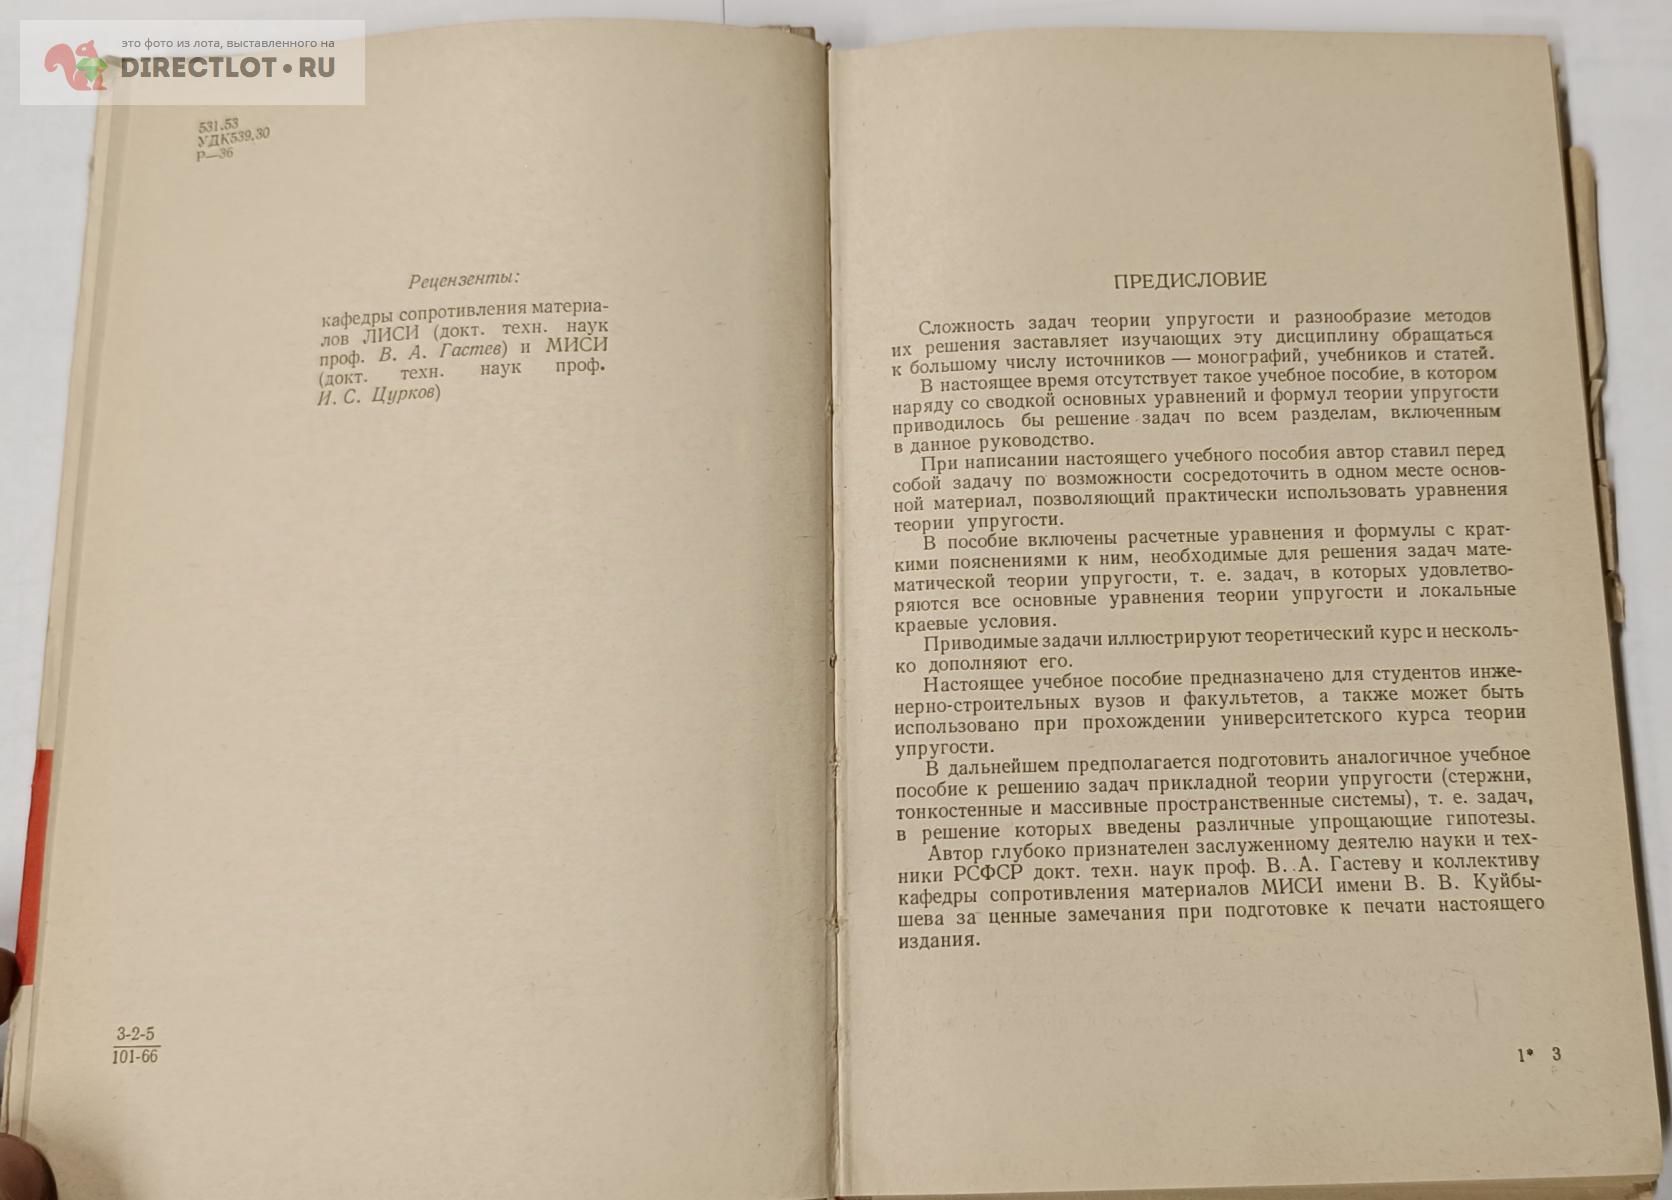 это фото из лота, выставленного на
DIRECTLOT•RU
531.53
УДК539.30
Р—36
Рецензенты:
кафедры сопротивления материа-
лов ЛИСИ (докт. техн. наук
проф. В. А. Гастев) и МИСИ
(докт. техн. наук проф.
И. С. Цурков)
3-2-5
101-66
ПРЕДИСЛОВИЕ
Сложность задач теории упругости и разнообразие методов
их решения заставляет изучающих эту дисциплину обращаться
к большому числу источников — монографий, учебников и статей.
В настоящее время отсутствует такое учебное пособие, в котором
наряду со сводкой основных уравнений и формул теории упругости
приводилось бы решение задач по всем разделам, включенным
в данное руководство.
При написании настоящего учебного пособия автор ставил перед
собой задачу по возможности сосредоточить в одном месте основ-
ной материал, позволяющий практически использовать уравнения
теории упругости.
В пособие включены расчетные уравнения и формулы с крат-
кими пояснениями к ним, необходимые для решения задач мате-
матической теории упругости, т. е. задач, в которых удовлетво-
ряются все основные уравнения теории упругости и локальные
краевые условия.
Приводимые задачи иллюстрируют теоретический курс и несколь-
ко дополняют его.
Настоящее учебное пособие предназначено для студентов инже-
нерно-строительных вузов и факультетов, а также может быть
использовано при прохождении университетского курса теории
упругости.
В дальнейшем предполагается подготовить аналогичное учебное
пособие к решению задач прикладной теории упругости (стержни,
тонкостенные и массивные пространственные системы), т. е. задач,
в решение которых введены различные упрощающие гипотезы.
Автор глубоко признателен заслуженному деятелю науки и тех-
ники РСФСР докт. техн. наук проф. В. А. Гастеву и коллективу
кафедры сопротивления материалов МИСИ имени В. В. Куйбы-
шева за ценные замечания при подготовке к печати настоящего
издания.
1* 3